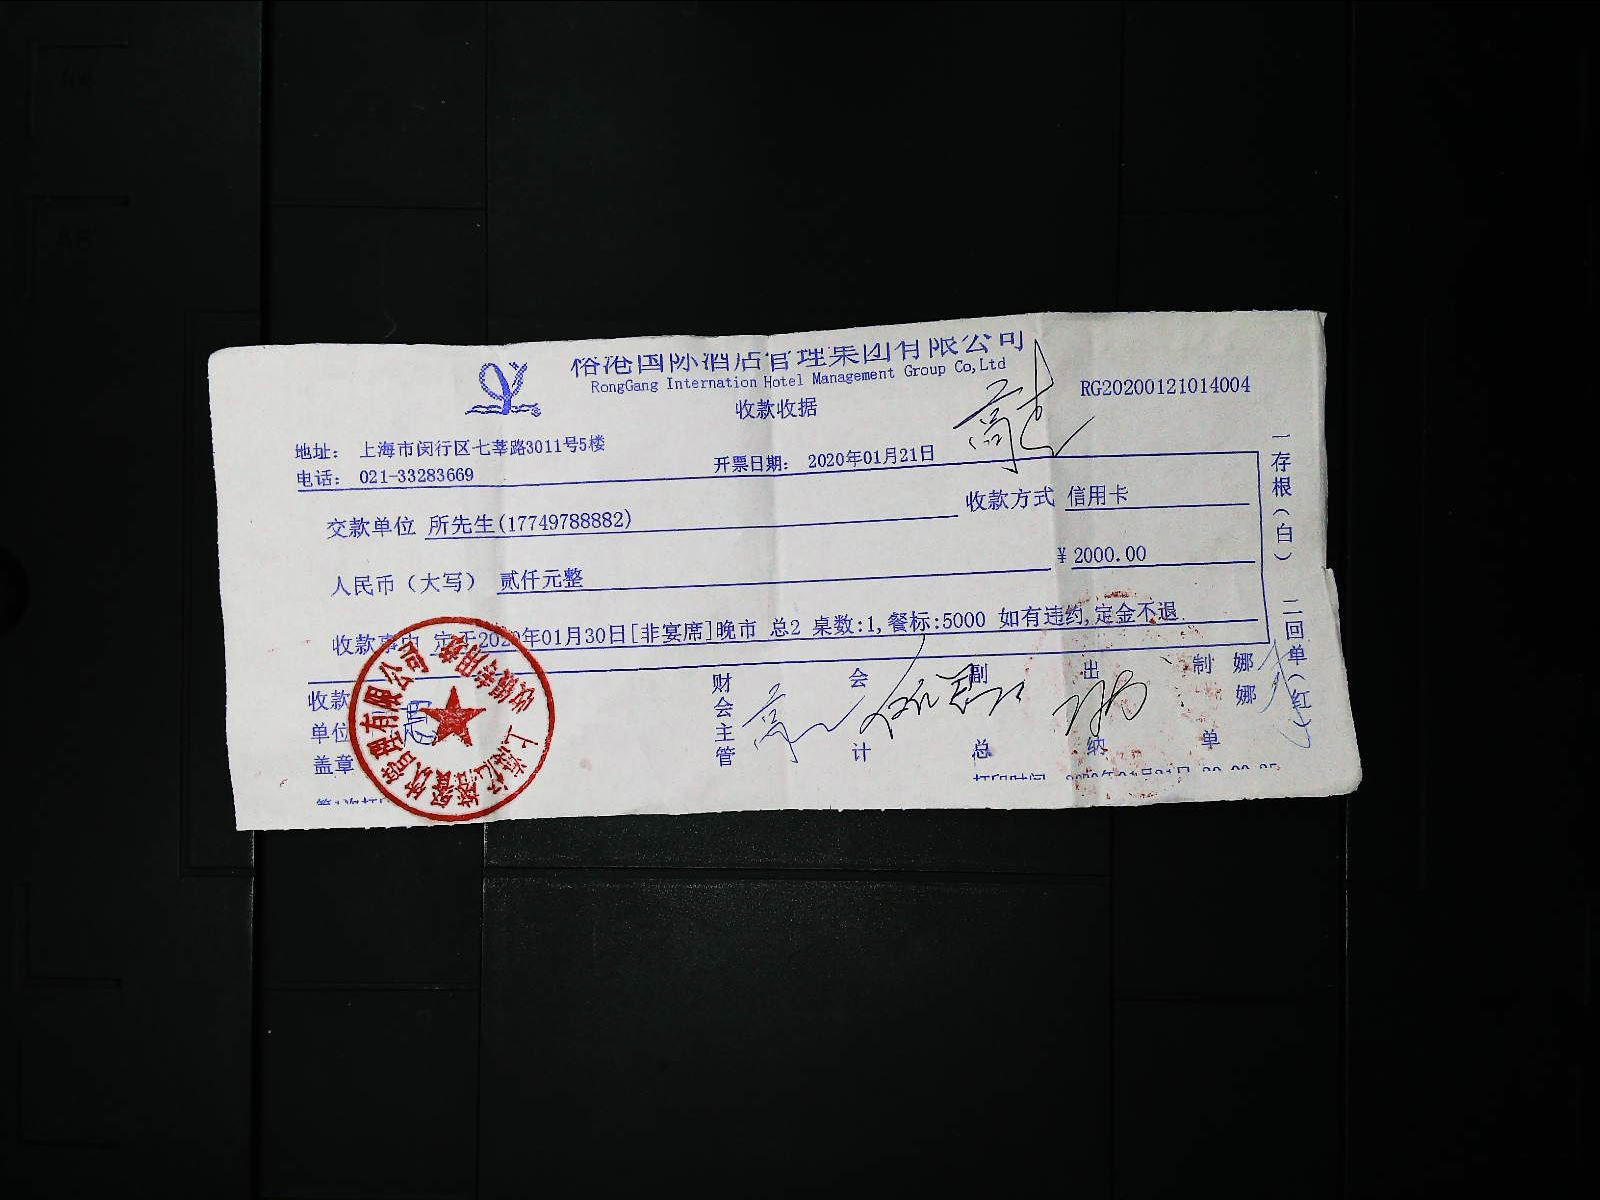 国际酒店管理集团有限公司
RongGang Internation Hotel Management Group Co,Ltd
收款收据
RG20200121014004
地址： 上海市闵行区七莘路3011号5楼
电话： 021-33283669
开票日期： 2020年01月21日
交款单位 所先生(17749788882)
收款方式 信用卡
人民币（大写） 贰仟元整
¥ 2000.00
收款事由 定于2020年01月30日[非宴席]晚市 总2 桌数:1,餐标:5000 如有违约,定金不退
收款单位盖章
财会主管
会计
副总
出纳
制单
娜娜
一存根（白） 二回单（红）
有限公司